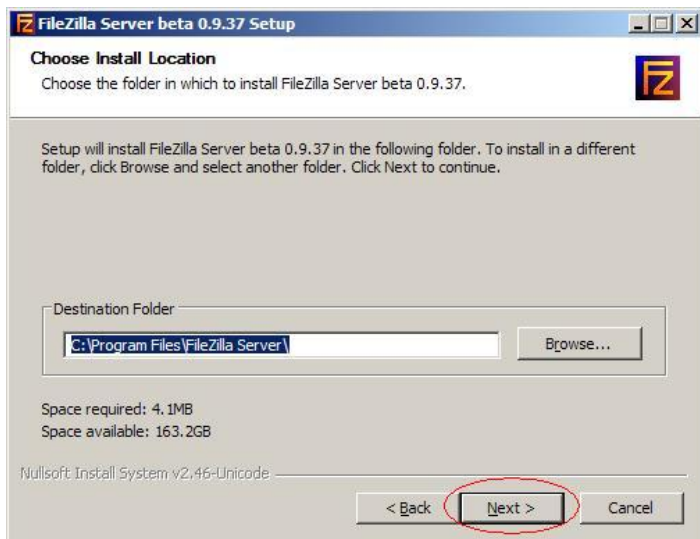 FileZilla Server beta 0.9.37 Setup
Choose Install Location
Choose the folder in which to install FileZilla Server beta 0.9.37.
FZ
Setup will install FileZilla Server beta 0.9.37 in the following folder. To install in a different
folder, click Browse and select another folder. Click Next to continue.
Destination Folder
C:\Program Files\FileZilla Server\
Browse...
Space required: 4.1MB
Space available: 163.2GB
Nullsoft Install System v2.46-Unicode
< Back
Next >
Cancel